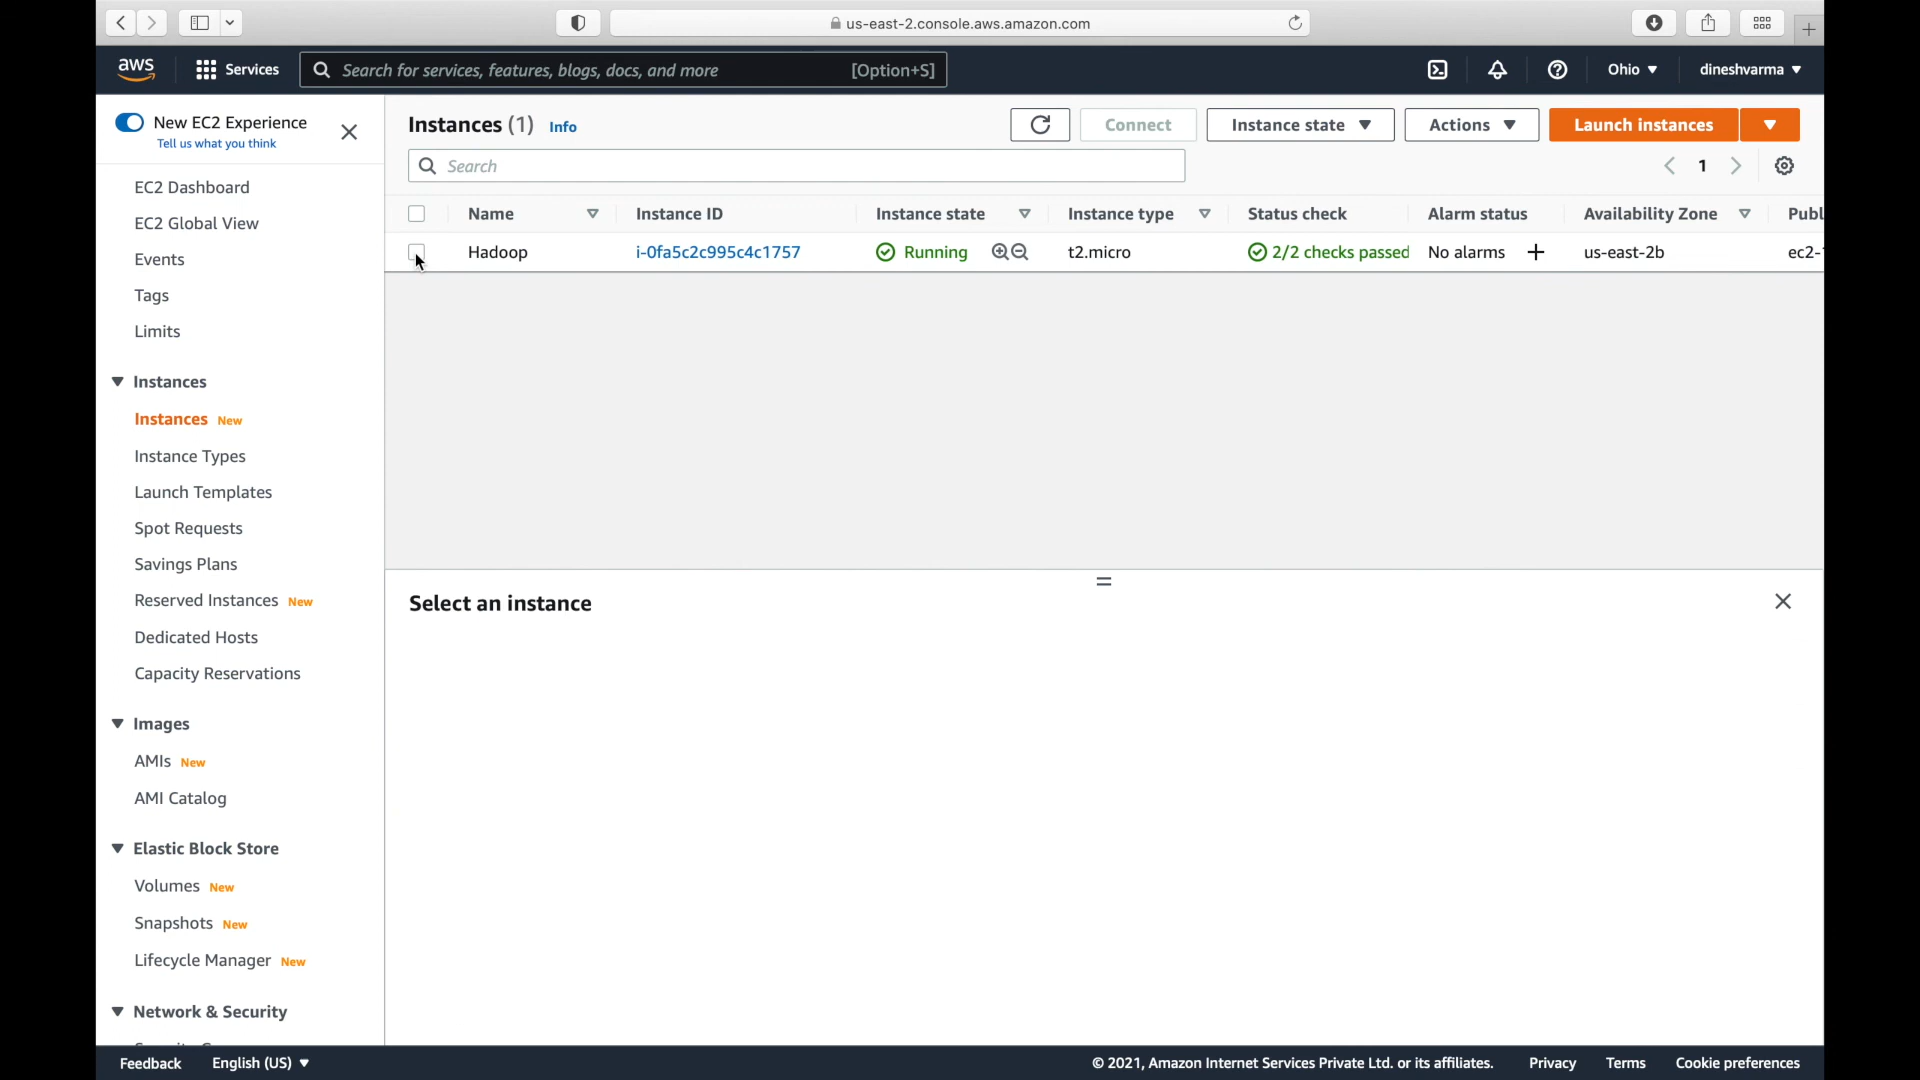 us-east-2.console.aws.amazon.com
aws
Services
Search for services, features, blogs, docs, and more
[Option+S]
Ohio
dineshvarma
New EC2 Experience
Tell us what you think
EC2 Dashboard
EC2 Global View
Events
Tags
Limits
Instances
Instances New
Instance Types
Launch Templates
Spot Requests
Savings Plans
Reserved Instances New
Dedicated Hosts
Capacity Reservations
Images
AMIs New
AMI Catalog
Elastic Block Store
Volumes New
Snapshots New
Lifecycle Manager New
Network & Security
Instances (1) Info
Connect
Instance state
Actions
Launch instances
Search
1
Name Instance ID Instance state Instance type Status check Alarm status Availability Zone Publ
Hadoop i-0fa5c2c995c4c1757 Running t2.micro 2/2 checks passed No alarms + us-east-2b ec2-
Select an instance
Feedback English (US) © 2021, Amazon Internet Services Private Ltd. or its affiliates. Privacy Terms Cookie preferences